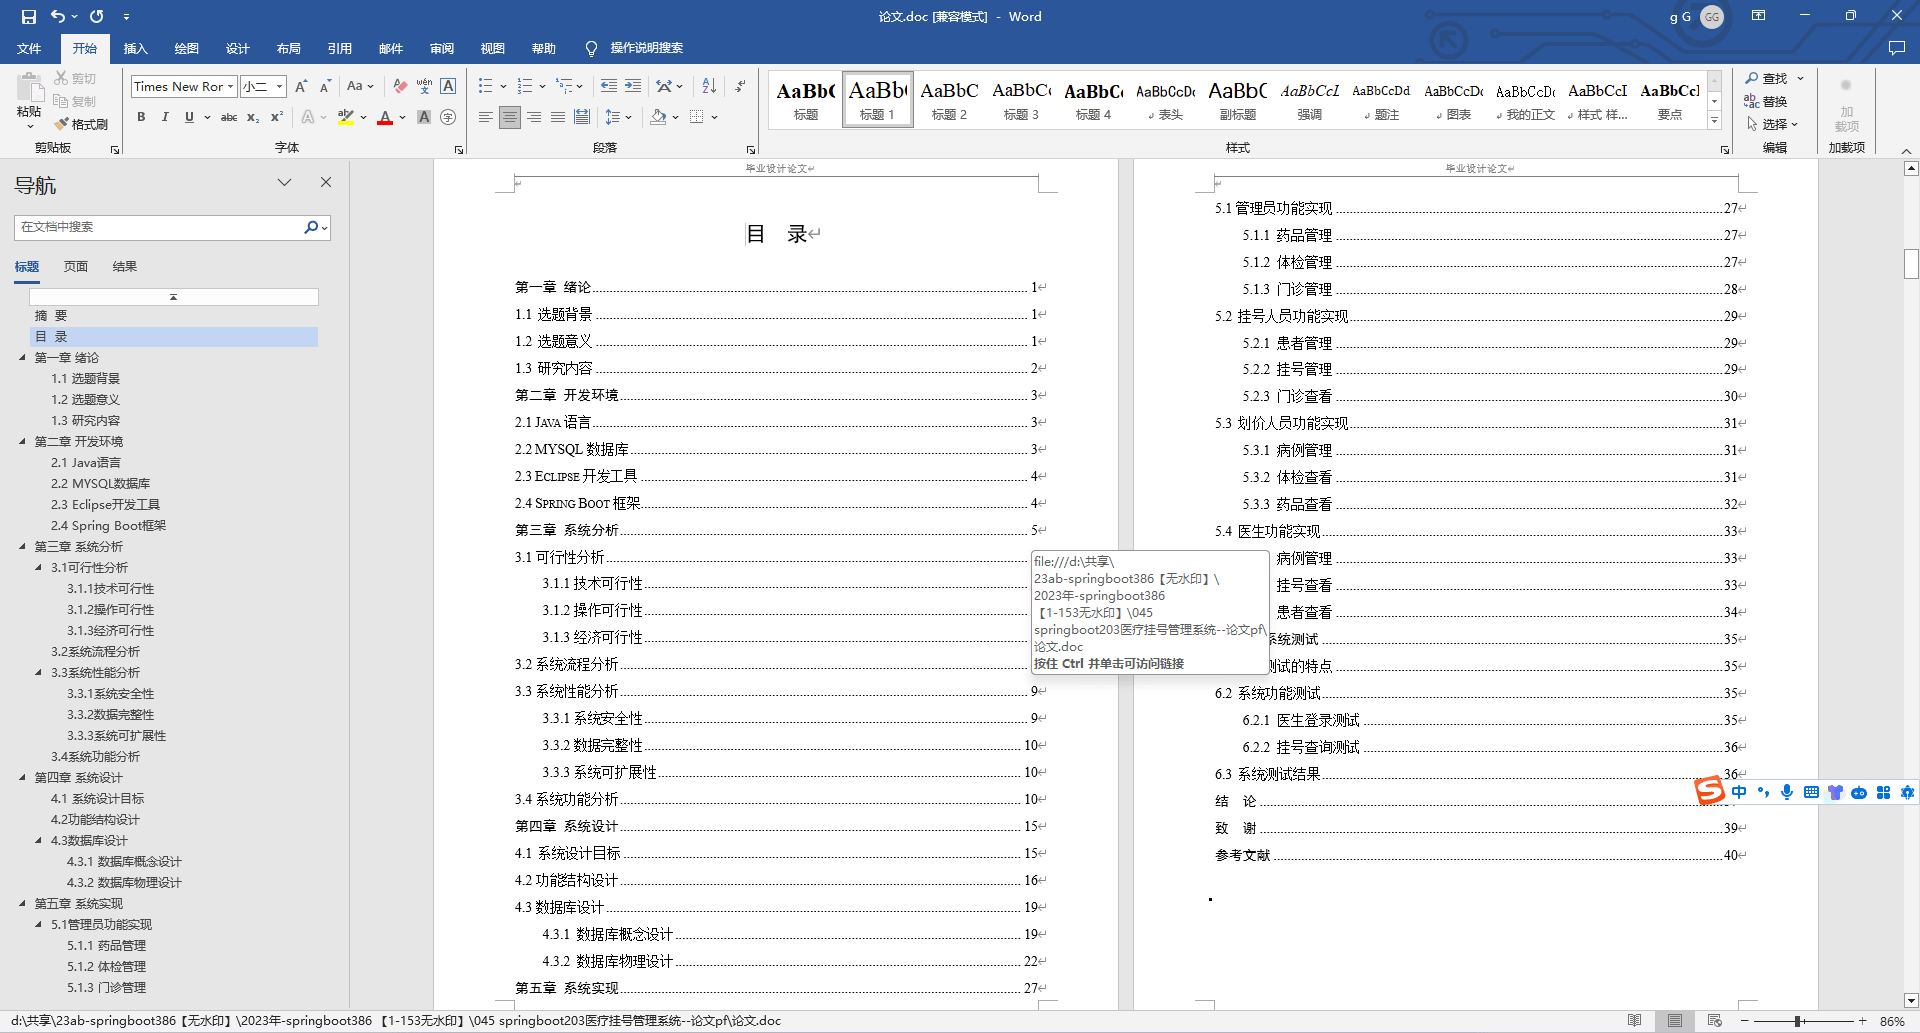 论文.doc [兼容模式] - Word
g G
GG
文件 开始 插入 绘图 设计 布局 引用 邮件 审阅 视图 帮助 操作说明搜索
粘贴
剪切
复制
格式刷
剪贴板
Times New Ror
小二
字体
段落
AaBbC 标题
AaBb 标题 1
AaBbC 标题 2
AaBbC 标题 3
AaBbC 标题 4
AaBbCcDc 表头
AaBbC 副标题
AaBbCcL 强调
AaBbCcDd 题注
AaBbCcDc 图表
AaBbCcDc 我的正文
AaBbCcI 样式 样...
AaBbCcI 要点
样式
查找
替换
选择
编辑
加载项
加载项
导航
在文档中搜索
标题 页面 结果
摘 要
目 录
第一章 绪论
1.1 选题背景
1.2 选题意义
1.3 研究内容
第二章 开发环境
2.1 Java语言
2.2 MYSQL数据库
2.3 Eclipse开发工具
2.4 Spring Boot框架
第三章 系统分析
3.1可行性分析
3.1.1技术可行性
3.1.2操作可行性
3.1.3经济可行性
3.2系统流程分析
3.3系统性能分析
3.3.1系统安全性
3.3.2数据完整性
3.3.3系统可扩展性
3.4系统功能分析
第四章 系统设计
4.1 系统设计目标
4.2功能结构设计
4.3数据库设计
4.3.1 数据库概念设计
4.3.2 数据库物理设计
第五章 系统实现
5.1管理员功能实现
5.1.1 药品管理
5.1.2 体检管理
5.1.3 门诊管理
毕业设计论文
目 录
第一章 绪论 1
1.1 选题背景 1
1.2 选题意义 1
1.3 研究内容 2
第二章 开发环境 3
2.1 JAVA 语言 3
2.2 MYSQL 数据库 3
2.3 ECLIPSE 开发工具 4
2.4 SPRING BOOT 框架 4
第三章 系统分析 5
3.1 可行性分析
3.1.1 技术可行性
3.1.2 操作可行性
3.1.3 经济可行性
3.2 系统流程分析
3.3 系统性能分析 9
3.3.1 系统安全性 9
3.3.2 数据完整性 10
3.3.3 系统可扩展性 10
3.4 系统功能分析 10
第四章 系统设计 15
4.1 系统设计目标 15
4.2 功能结构设计 16
4.3 数据库设计 19
4.3.1 数据库概念设计 19
4.3.2 数据库物理设计 22
第五章 系统实现 27
毕业设计论文
5.1 管理员功能实现 27
5.1.1 药品管理 27
5.1.2 体检管理 27
5.1.3 门诊管理 28
5.2 挂号人员功能实现 29
5.2.1 患者管理 29
5.2.2 挂号管理 29
5.2.3 门诊查看 30
5.3 划价人员功能实现 31
5.3.1 病例管理 31
5.3.2 体检查看 31
5.3.3 药品查看 32
5.4 医生功能实现 33
病例管理 33
挂号查看 33
患者查看 34
系统测试 35
测试的特点 35
6.2 系统功能测试 35
6.2.1 医生登录测试 35
6.2.2 挂号查询测试 36
6.3 系统测试结果 36
结 论
致 谢 39
参考文献 40
file:///d:\共享\
23ab-springboot386【无水印】\
2023年-springboot386
【1-153无水印】\045
springboot203医疗挂号管理系统--论文pf\
论文.doc
按住 Ctrl 并单击可访问链接
中
d:\共享\23ab-springboot386【无水印】\2023年-springboot386 【1-153无水印】\045 springboot203医疗挂号管理系统--论文pf\论文.doc
86%